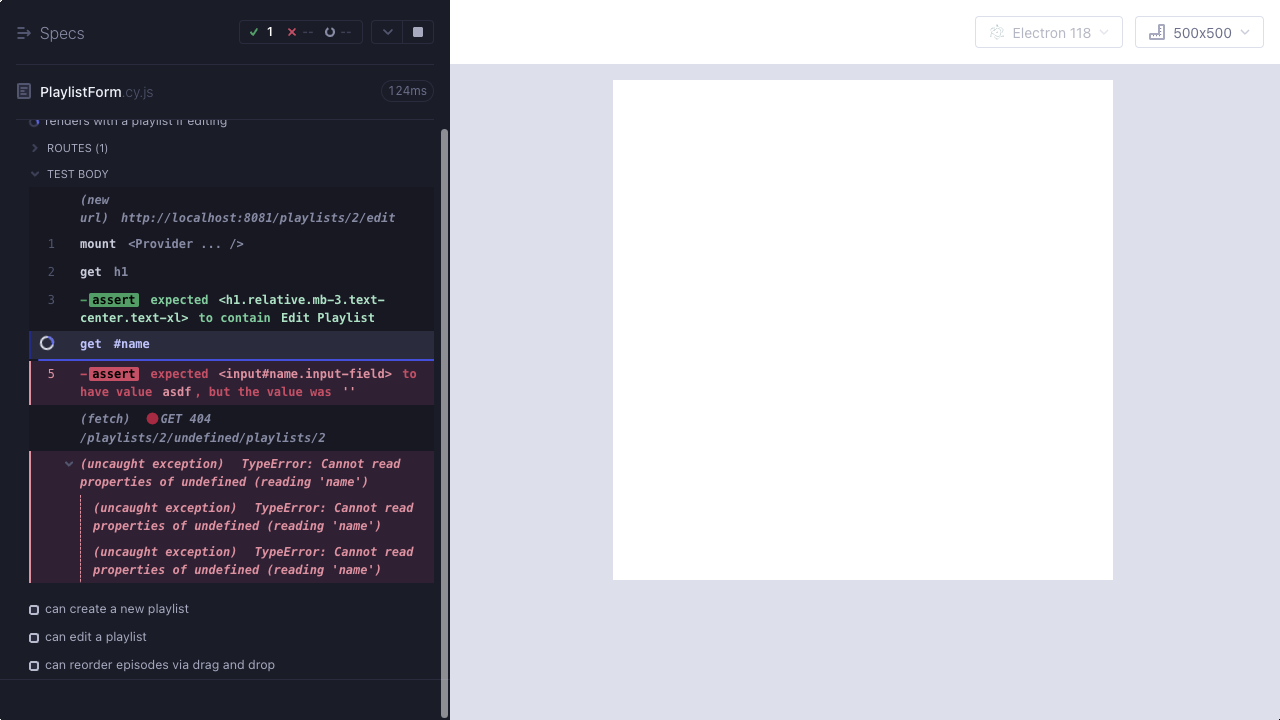 Specs
1
--
--
Electron 118
500x500
PlaylistForm.cy.js
124ms
renders with a playlist if editing
ROUTES (1)
TEST BODY
(new
url) http://localhost:8081/playlists/2/edit
1 mount <Provider ... />
2 get h1
3 -assert expected <h1.relative.mb-3.text-
center.text-xl> to contain Edit Playlist
get #name
5 -assert expected <input#name.input-field> to
have value asdf, but the value was ''
(fetch) GET 404
/playlists/2/undefined/playlists/2
(uncaught exception) TypeError: Cannot read
properties of undefined (reading 'name')
(uncaught exception) TypeError: Cannot read
properties of undefined (reading 'name')
(uncaught exception) TypeError: Cannot read
properties of undefined (reading 'name')
can create a new playlist
can edit a playlist
can reorder episodes via drag and drop